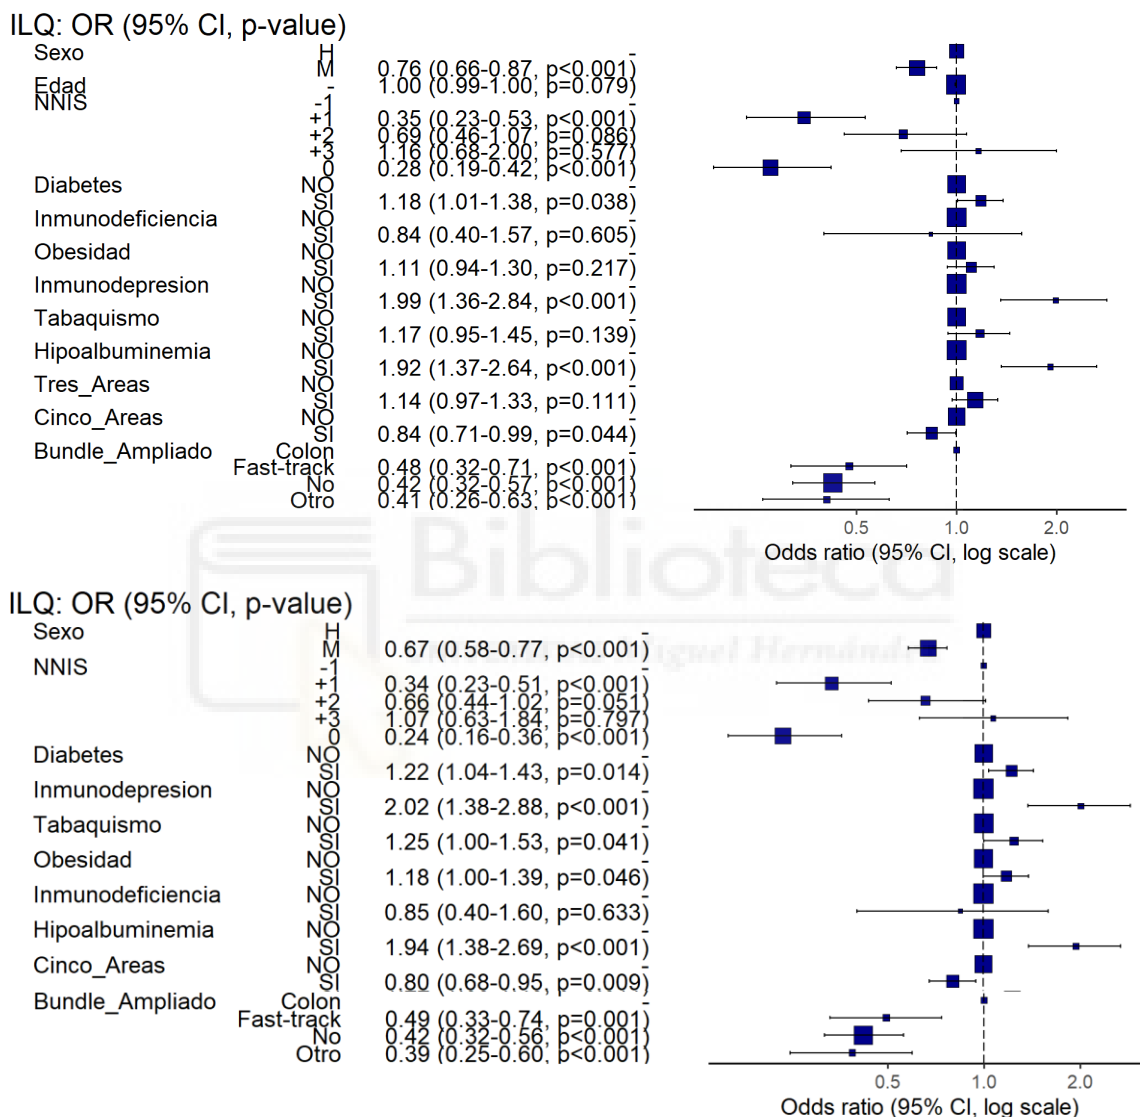 ILQ: OR (95% CI, p-value)
Sexo H -
M 0.76 (0.66-0.87, p<0.001)
Edad - 1.00 (0.99-1.00, p=0.079)
NNIS -1 -
+1 0.35 (0.23-0.53, p<0.001)
+2 0.69 (0.46-1.07, p=0.086)
+3 1.16 (0.68-2.00, p=0.577)
0 0.28 (0.19-0.42, p<0.001)
Diabetes NO -
SI 1.18 (1.01-1.38, p=0.038)
Inmunodeficiencia NO -
SI 0.84 (0.40-1.57, p=0.605)
Obesidad NO -
SI 1.11 (0.94-1.30, p=0.217)
Inmunodepresion NO -
SI 1.99 (1.36-2.84, p<0.001)
Tabaquismo NO -
SI 1.17 (0.95-1.45, p=0.139)
Hipoalbuminemia NO -
SI 1.92 (1.37-2.64, p<0.001)
Tres_Areas NO -
SI 1.14 (0.97-1.33, p=0.111)
Cinco_Areas NO -
SI 0.84 (0.71-0.99, p=0.044)
Bundle_Ampliado Colon -
Fast-track 0.48 (0.32-0.71, p<0.001)
No 0.42 (0.32-0.57, p<0.001)
Otro 0.41 (0.26-0.63, p<0.001)
0.5 1.0 2.0
Odds ratio (95% CI, log scale)
Biblioteca
Universitas Miguel Hernández
ILQ: OR (95% CI, p-value)
Sexo H -
M 0.67 (0.58-0.77, p<0.001)
NNIS -1 -
+1 0.34 (0.23-0.51, p<0.001)
+2 0.66 (0.44-1.02, p=0.051)
+3 1.07 (0.63-1.84, p=0.797)
0 0.24 (0.16-0.36, p<0.001)
Diabetes NO -
SI 1.22 (1.04-1.43, p=0.014)
Inmunodepresion NO -
SI 2.02 (1.38-2.88, p<0.001)
Tabaquismo NO -
SI 1.25 (1.00-1.53, p=0.041)
Obesidad NO -
SI 1.18 (1.00-1.39, p=0.046)
Inmunodeficiencia NO -
SI 0.85 (0.40-1.60, p=0.633)
Hipoalbuminemia NO -
SI 1.94 (1.38-2.69, p<0.001)
Cinco_Areas NO -
SI 0.80 (0.68-0.95, p=0.009)
Bundle_Ampliado Colon -
Fast-track 0.49 (0.33-0.74, p=0.001)
No 0.42 (0.32-0.56, p<0.001)
Otro 0.39 (0.25-0.60, p<0.001)
0.5 1.0 2.0
Odds ratio (95% CI, log scale)